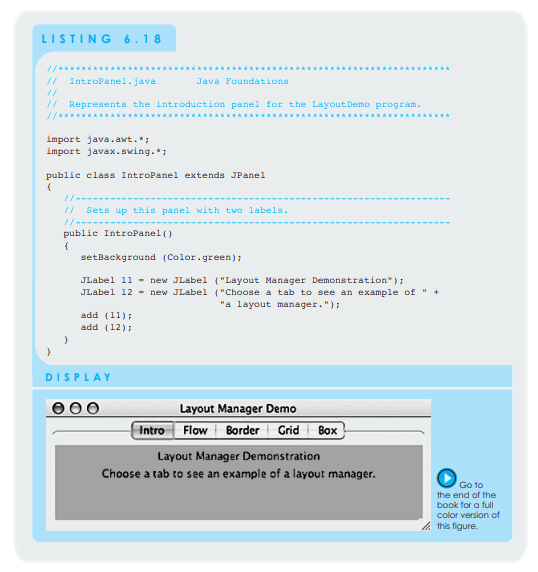 LISTING 6.18
//********************************************************************
//  IntroPanel.java       Java Foundations
//
//  Represents the introduction panel for the LayoutDemo program.
//********************************************************************
import java.awt.*;
import javax.swing.*;
public class IntroPanel extends JPanel
{
   //-----------------------------------------------------------------
   //  Sets up this panel with two labels.
   //-----------------------------------------------------------------
   public IntroPanel()
   {
      setBackground (Color.green);
      JLabel l1 = new JLabel ("Layout Manager Demonstration");
      JLabel l2 = new JLabel ("Choose a tab to see an example of " +
                              "a layout manager.");
      add (l1);
      add (l2);
   }
}
DISPLAY
Layout Manager Demo
Intro Flow Border Grid Box
Layout Manager Demonstration
Choose a tab to see an example of a layout manager.
Go to
the end of the
book for a full
color version of
this figure.